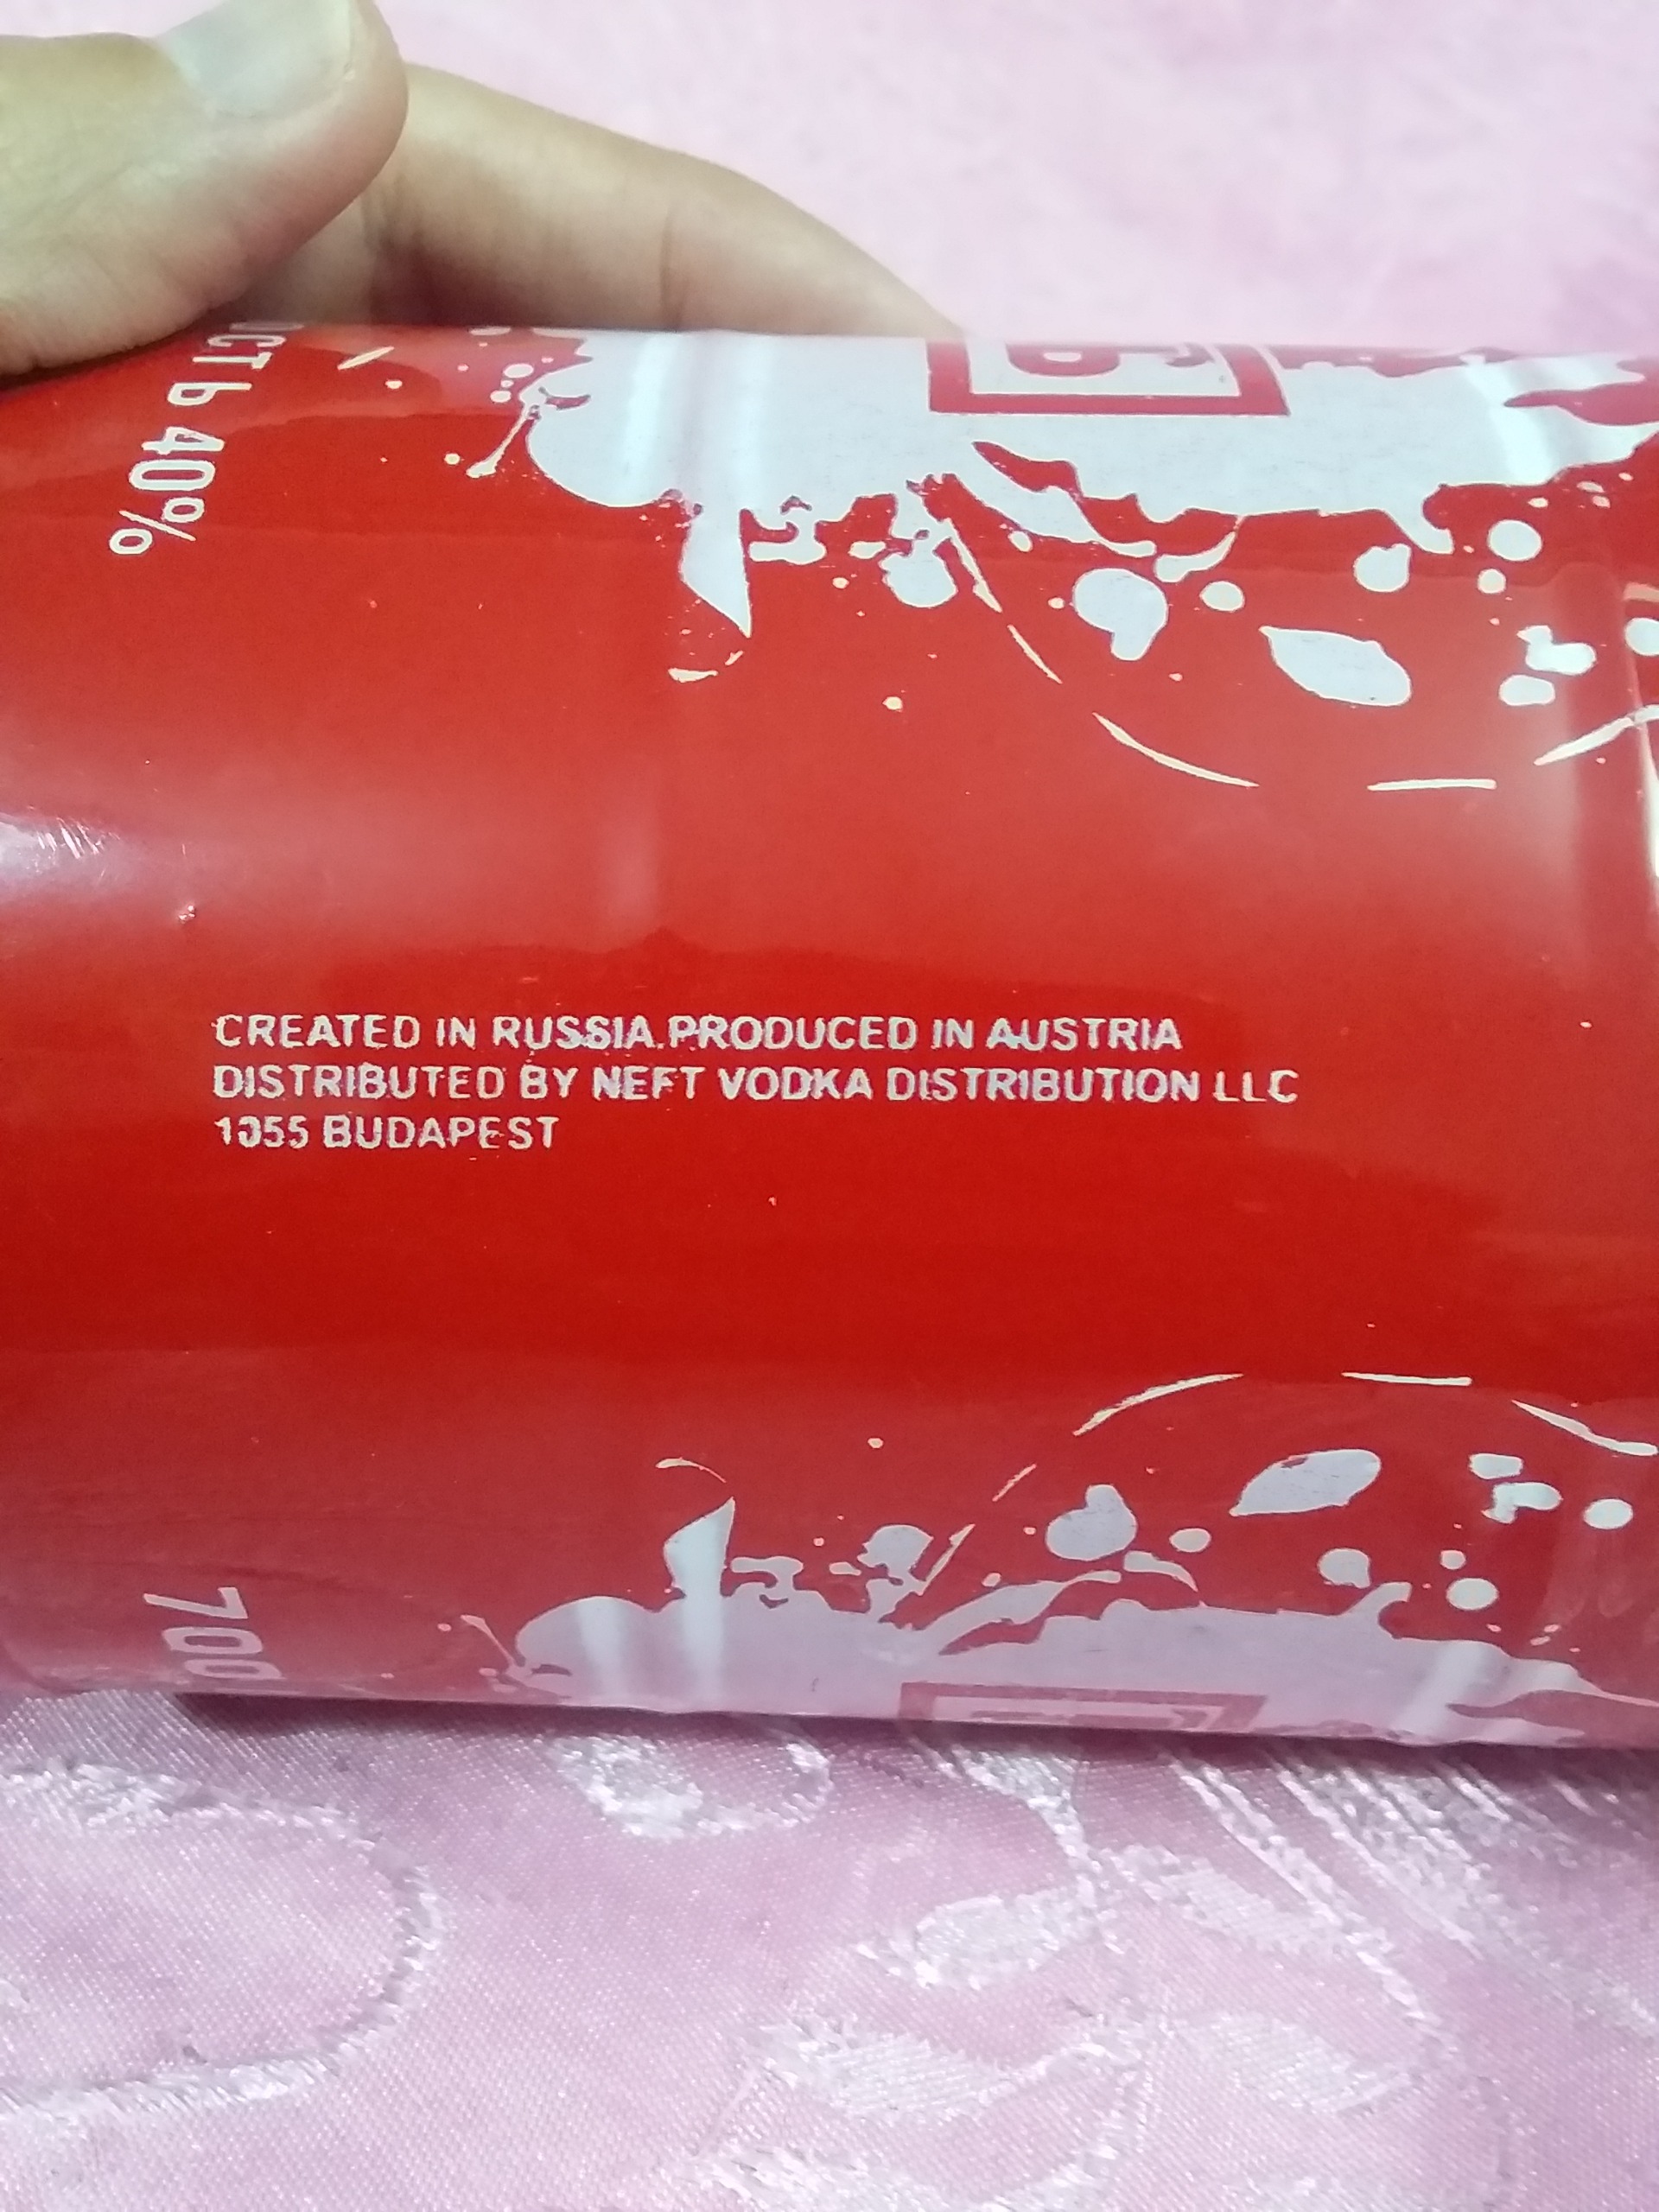 CREATED IN RUSSIA.PRODUCED IN AUSTRIA
DISTRIBUTED BY NEFT VODKA DISTRIBUTION LLC
1055 BUDAPEST
40%